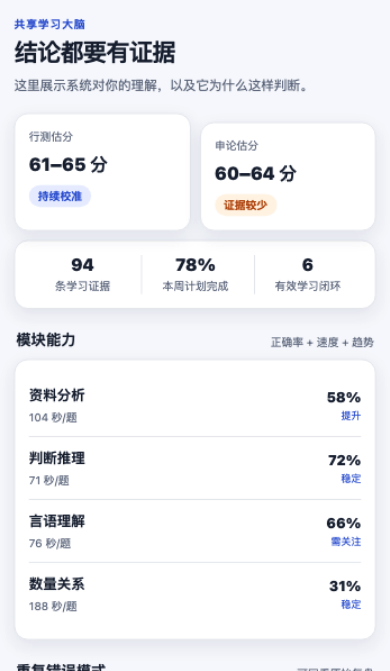 共享学习大脑
结论都要有证据
这里展示系统对你的理解，以及它为什么这样判断。
行测估分
61–65 分
持续校准
申论估分
60–64 分
证据较少
94
条学习证据
78%
本周计划完成
6
有效学习闭环
模块能力
正确率 + 速度 + 趋势
资料分析
58%
104 秒/题
提升
判断推理
72%
71 秒/题
稳定
言语理解
66%
76 秒/题
需关注
数量关系
31%
188 秒/题
稳定
重复错误模式